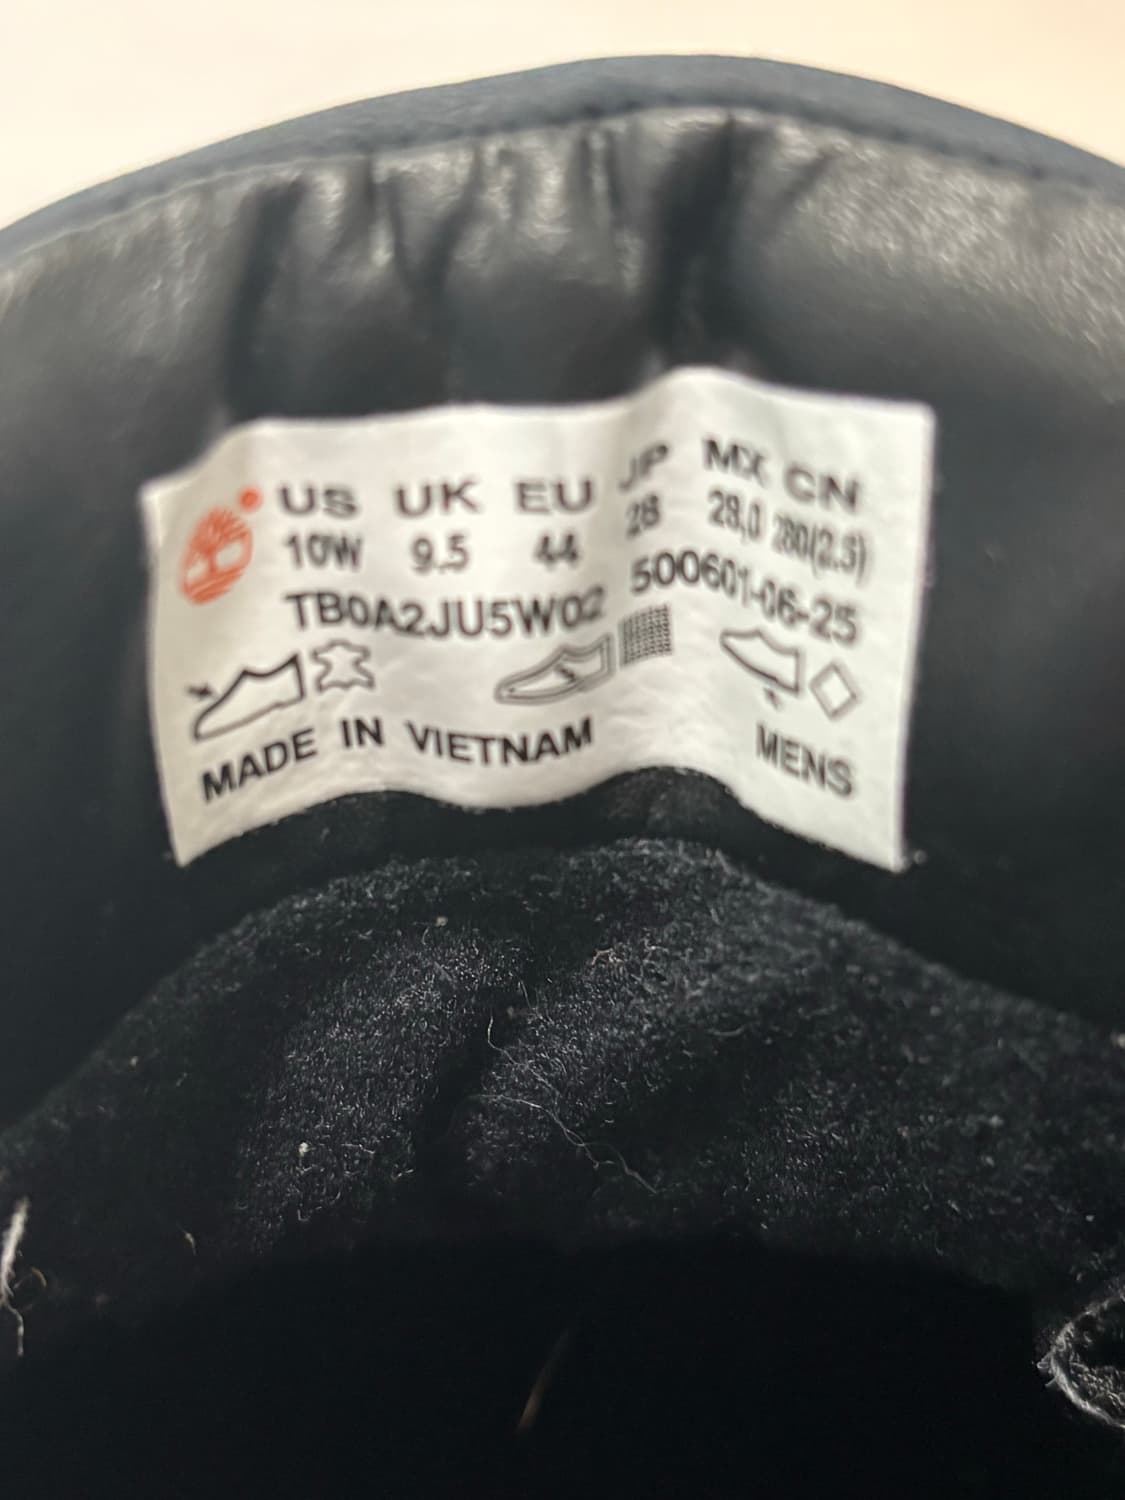 US UK EU JP MX CN
10W 9.5 44 28 28,0 280(2.5)
TB0A2JU5W02 500601-06-25
MADE IN VIETNAM MENS